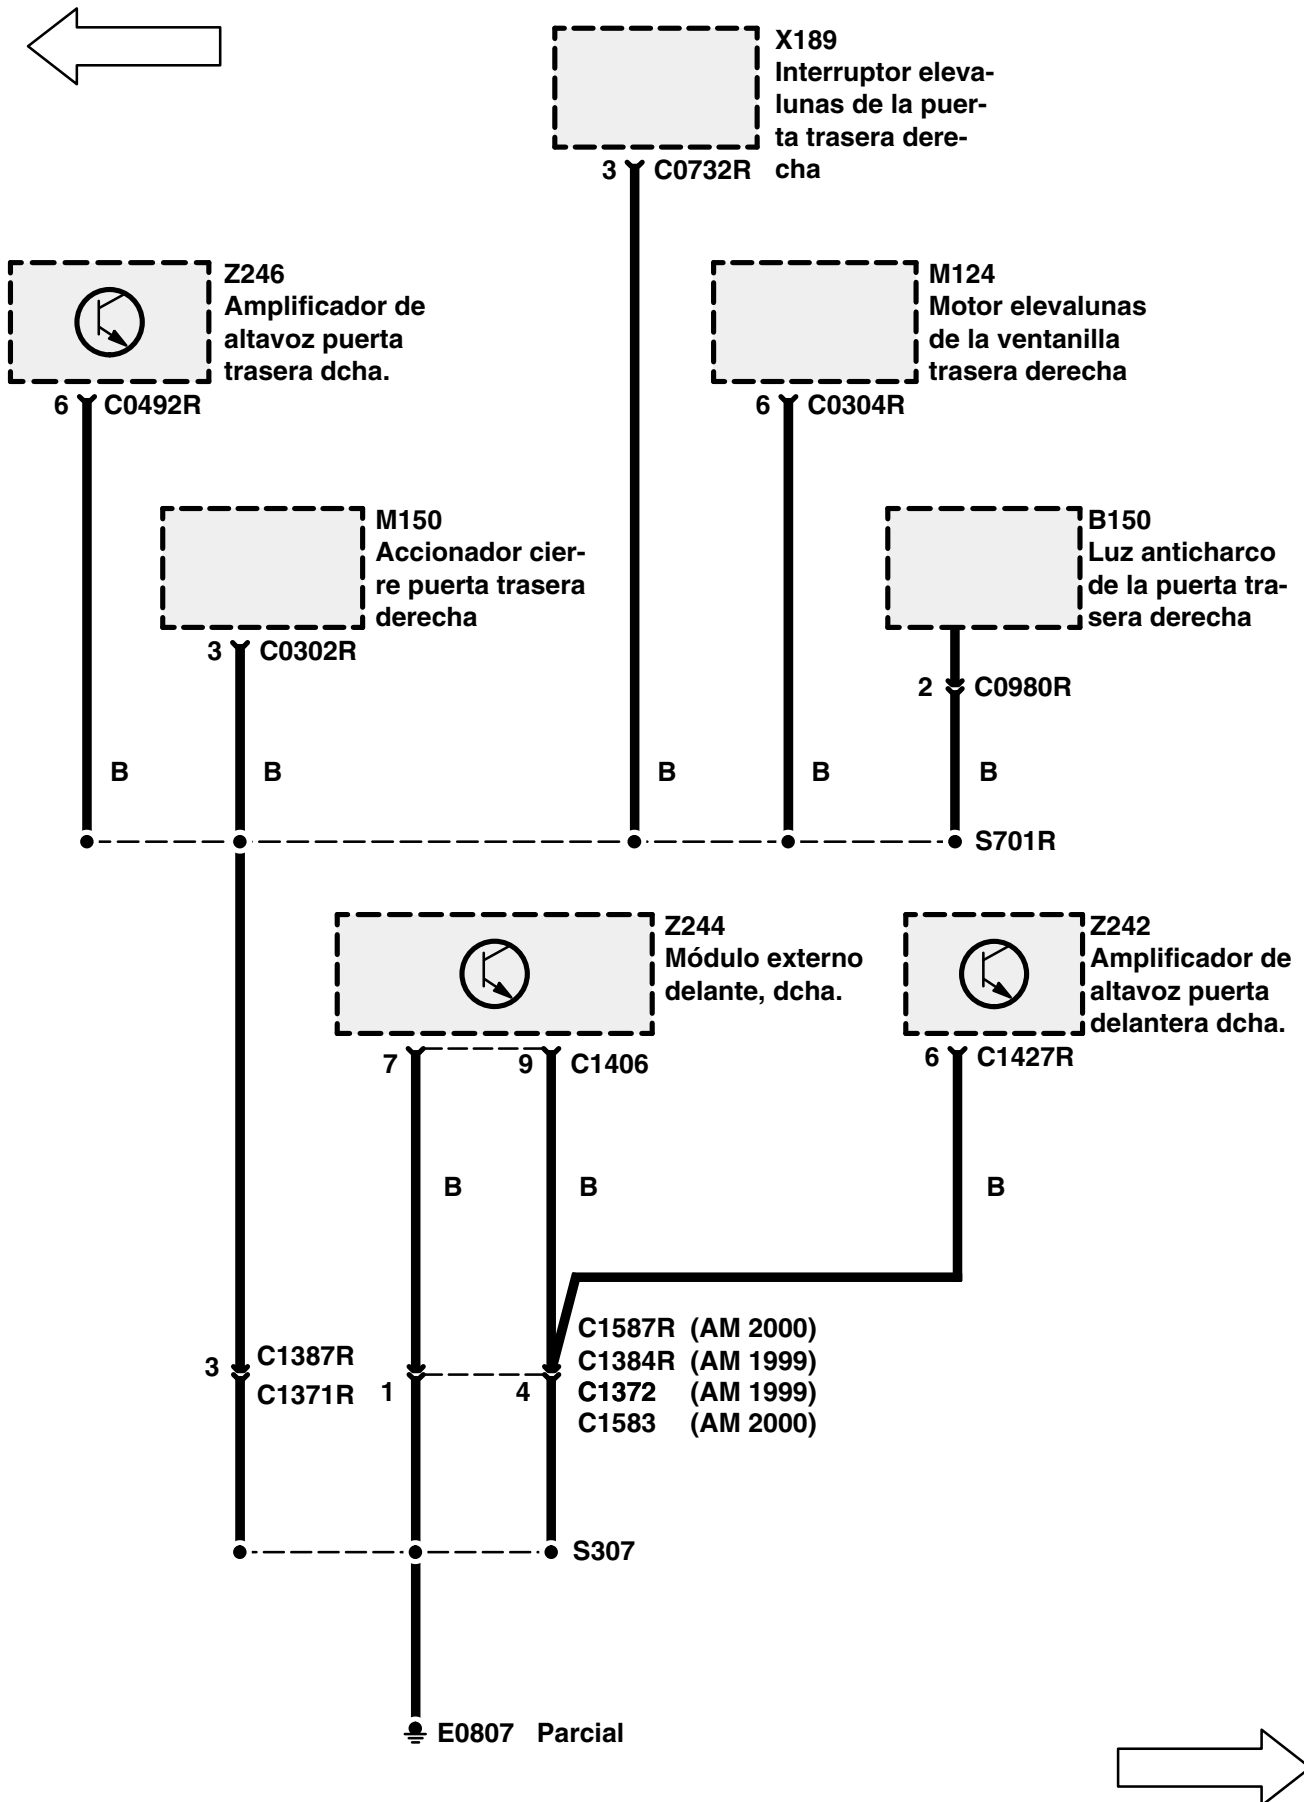 X189
Interruptor eleva-
lunas de la puer-
ta trasera dere-
cha
3 C0732R
Z246
Amplificador de
altavoz puerta
trasera dcha.
6 C0492R
M124
Motor elevalunas
de la ventanilla
trasera derecha
6 C0304R
M150
Accionador cier-
re puerta trasera
derecha
3 C0302R
B150
Luz anticharco
de la puerta tra-
sera derecha
2 C0980R
B B B B B
S701R
Z244
Módulo externo
delante, dcha.
7 9 C1406
Z242
Amplificador de
altavoz puerta
delantera dcha.
6 C1427R
B B B
3 C1387R
C1371R
1 4
C1587R (AM 2000)
C1384R (AM 1999)
C1372 (AM 1999)
C1583 (AM 2000)
S307
E0807 Parcial